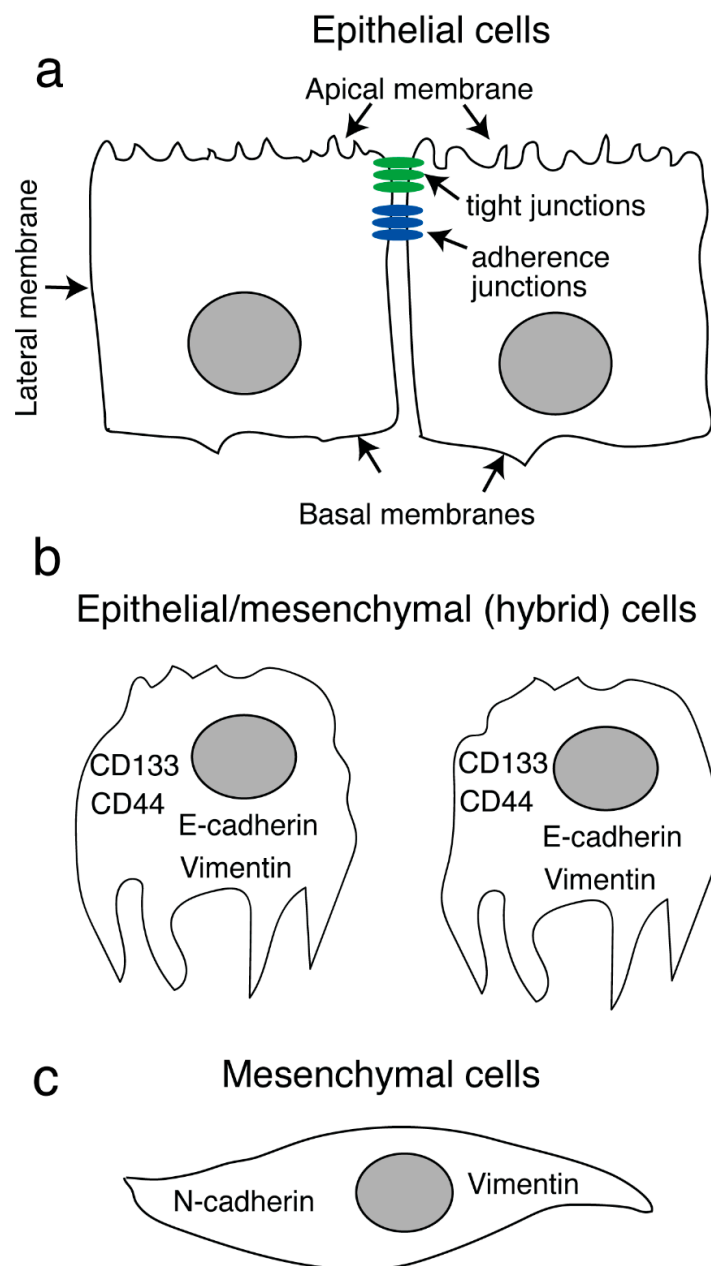 Epithelial cells
a
Apical membrane
Lateral membrane
tight junctions
adherence
junctions
Basal membranes
b
Epithelial/mesenchymal (hybrid) cells
CD133
CD44
E-cadherin
Vimentin
CD133
CD44
E-cadherin
Vimentin
c
Mesenchymal cells
N-cadherin
Vimentin